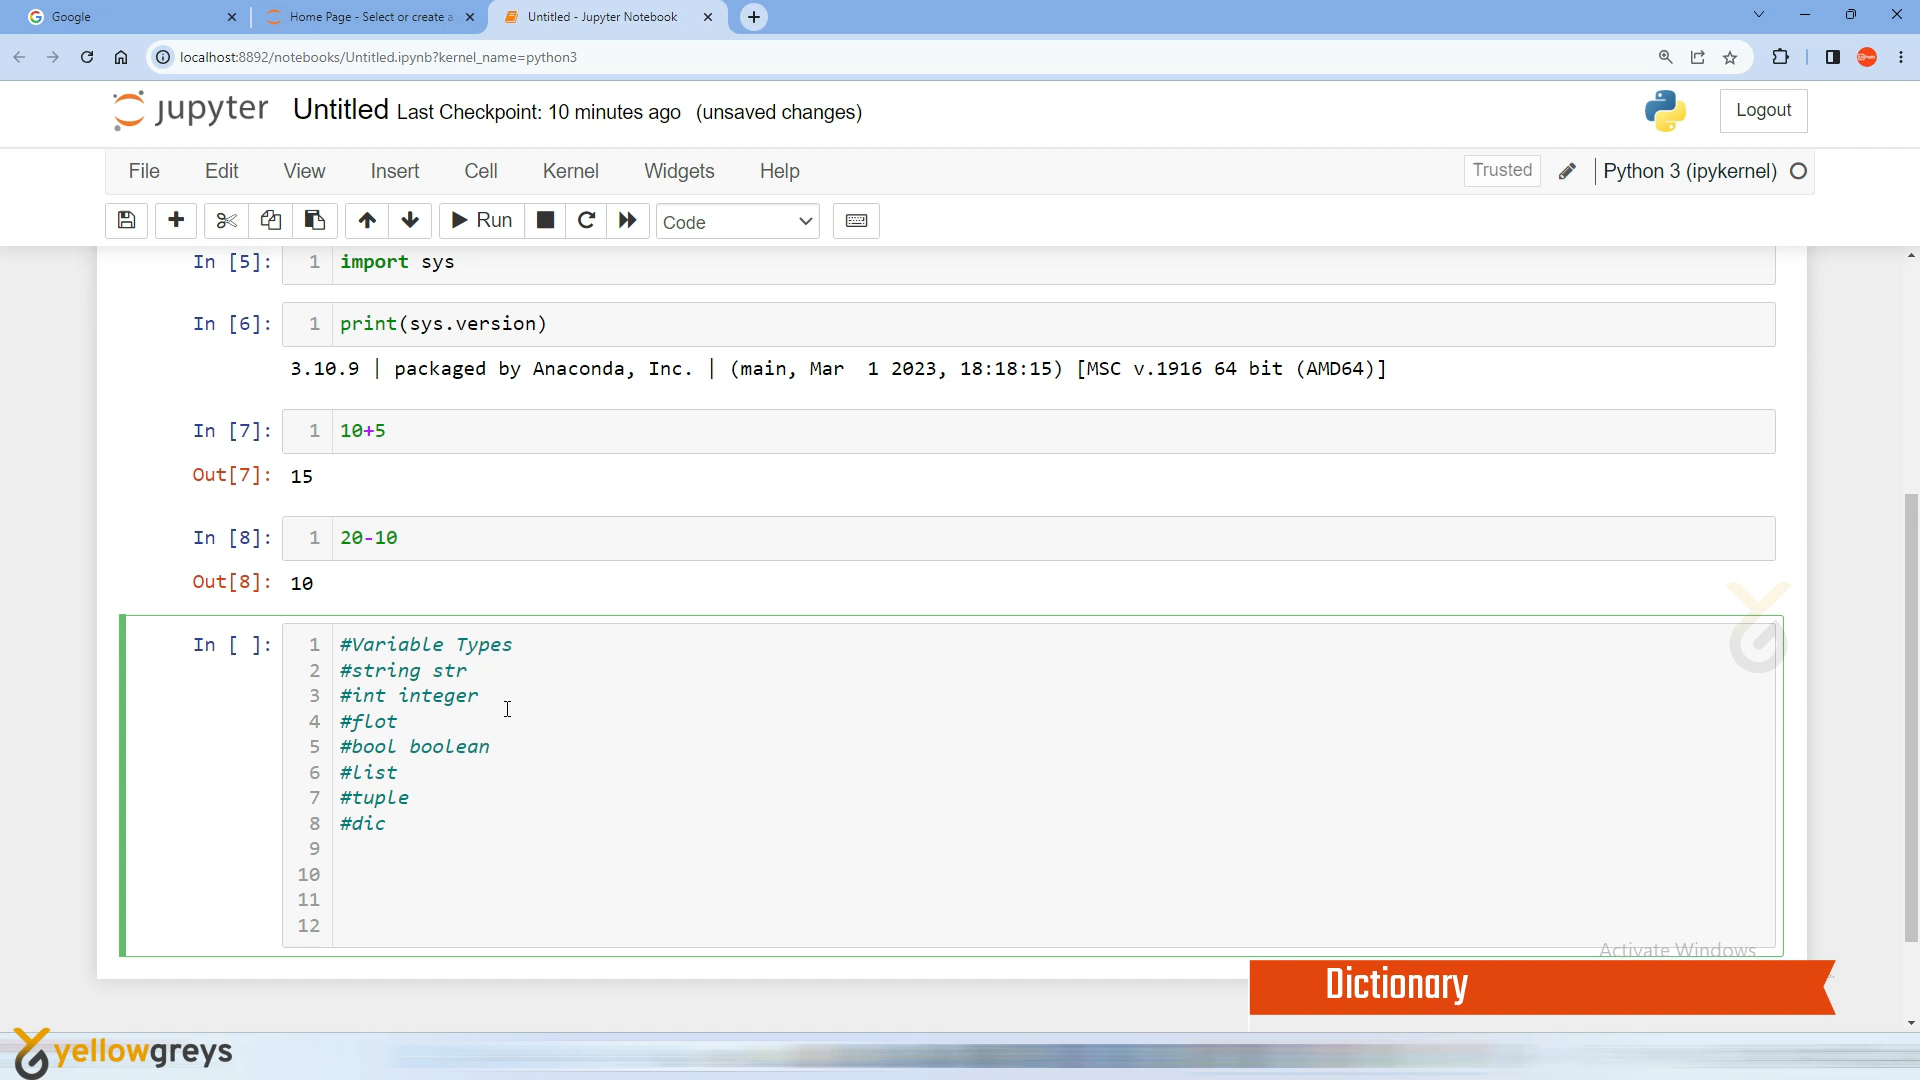 Google
Home Page - Select or create a
Untitled - Jupyter Notebook
localhost:8892/notebooks/Untitled.ipynb?kernel_name=python3
jupyter Untitled Last Checkpoint: 10 minutes ago (unsaved changes)
Logout
File Edit View Insert Cell Kernel Widgets Help
Trusted
Python 3 (ipykernel)
Run
Code
In [5]: 1 import sys
In [6]: 1 print(sys.version)
3.10.9 | packaged by Anaconda, Inc. | (main, Mar  1 2023, 18:18:15) [MSC v.1916 64 bit (AMD64)]
In [7]: 1 10+5
Out[7]: 15
In [8]: 1 20-10
Out[8]: 10
In [ ]: 1 #Variable Types
2 #string str
3 #int integer
4 #flot
5 #bool boolean
6 #list
7 #tuple
8 #dic
9
10
11
12
Activate Windows
Dictionary
yellowgreys